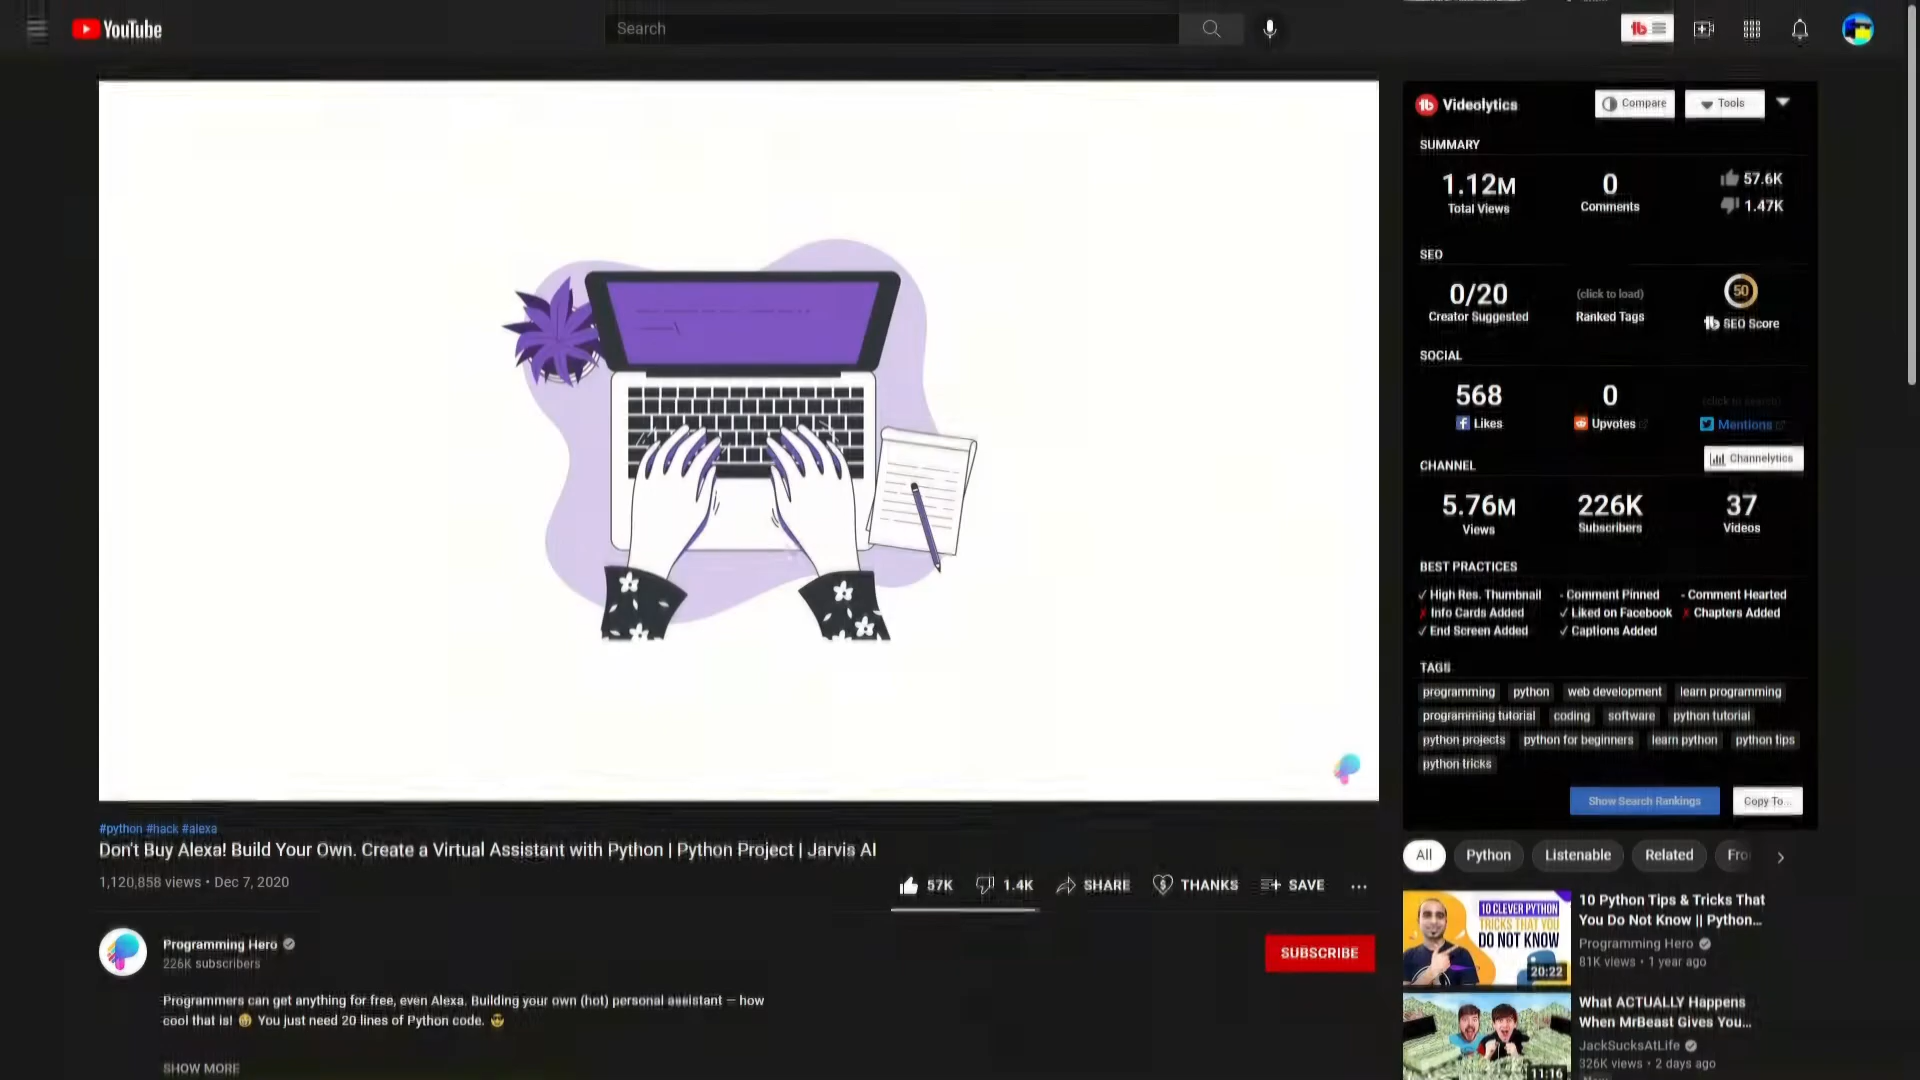 YouTube
Search
Videolytics
Compare
Tools
SUMMARY
1.12M
Total Views
0
Comments
57.6K
1.47K
SEO
0/20
Creator Suggested
(click to load)
Ranked Tags
50
SEO Score
SOCIAL
568
Likes
0
Upvotes
(click to search)
Mentions
CHANNEL
Channelytics
5.76M
Views
226K
Subscribers
37
Videos
BEST PRACTICES
✓ High Res. Thumbnail - Comment Pinned - Comment Hearted
✗ Info Cards Added ✓ Liked on Facebook ✗ Chapters Added
✓ End Screen Added ✓ Captions Added
TAGS
programming python web development learn programming
programming tutorial coding software python tutorial
python projects python for beginners learn python python tips
python tricks
Show Search Rankings Copy To...
#python #hack #alexa
Don't Buy Alexa! Build Your Own. Create a Virtual Assistant with Python | Python Project | Jarvis AI
1,120,858 views • Dec 7, 2020
57K 1.4K SHARE THANKS SAVE ...
Programming Hero
226K subscribers
SUBSCRIBE
Programmers can get anything for free, even Alexa. Building your own (hot) personal assistant — how
cool that is! 🤩 You just need 20 lines of Python code. 😎
SHOW MORE
All Python Listenable Related Fro
10 CLEVER PYTHON
TRICKS THAT YOU
DO NOT KNOW
20:22
10 Python Tips & Tricks That
You Do Not Know || Python...
Programming Hero
81K views • 1 year ago
11:16
What ACTUALLY Happens
When MrBeast Gives You...
JackSucksAtLife
326K views • 2 days ago